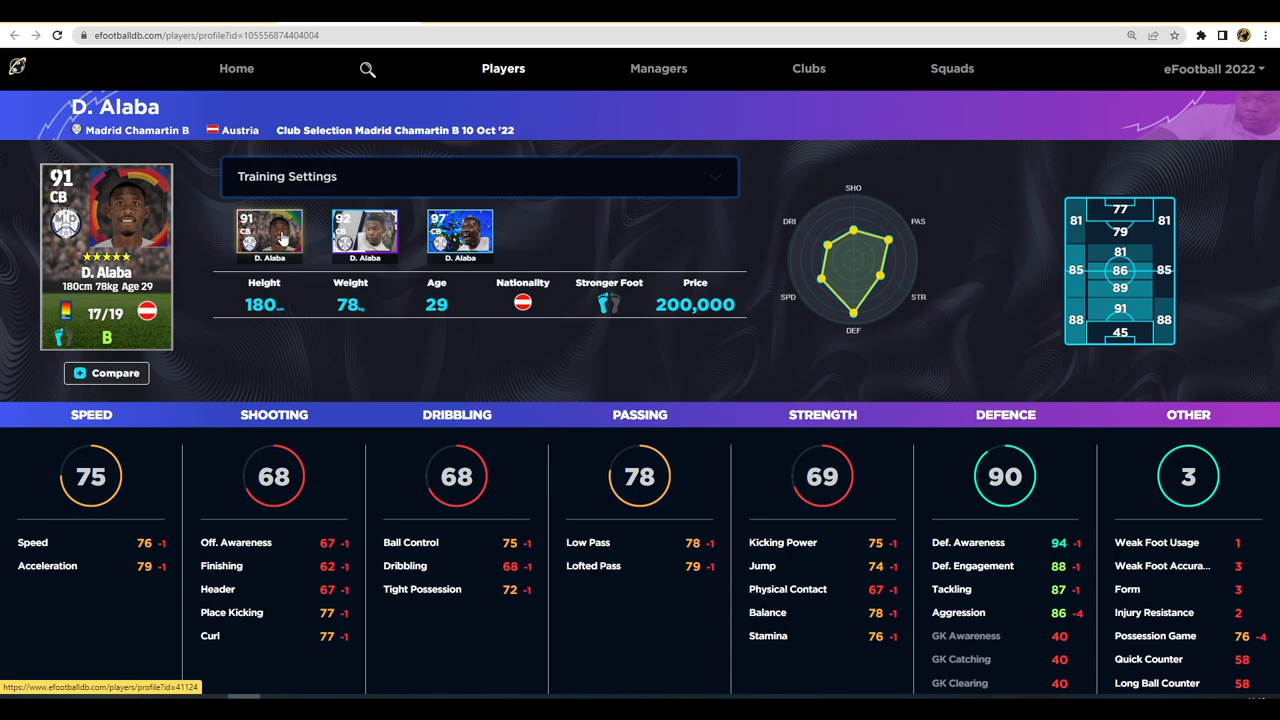 efootballdb.com/players/profile?id=105556874404004
Home
Players
Managers
Clubs
Squads
eFootball 2022
D. Alaba
Madrid Chamartin B
Austria
Club Selection Madrid Chamartin B 10 Oct '22
91
CB
D. Alaba
180cm 78kg Age 29
17/19
B
Compare
Training Settings
91
CB
D. Alaba
92
CB
D. Alaba
97
CB
D. Alaba
Height
Weight
Age
Nationality
Stronger Foot
Price
180cm
78kg
29
200,000
SHO
PAS
STR
DEF
SPD
DRI
77
81
79
81
81
85
86
85
89
88
91
88
45
SPEED
SHOOTING
DRIBBLING
PASSING
STRENGTH
DEFENCE
OTHER
75
68
68
78
69
90
3
Speed 76 -1
Acceleration 79 -1
Off. Awareness 67 -1
Finishing 62 -1
Header 67 -1
Place Kicking 77 -1
Curl 77 -1
Ball Control 75 -1
Dribbling 68 -1
Tight Possession 72 -1
Low Pass 78 -1
Lofted Pass 79 -1
Kicking Power 75 -1
Jump 74 -1
Physical Contact 67 -1
Balance 78 -1
Stamina 76 -1
Def. Awareness 94 -1
Def. Engagement 88 -1
Tackling 87 -1
Aggression 86 -4
GK Awareness 40
GK Catching 40
GK Clearing 40
Weak Foot Usage 1
Weak Foot Accura... 3
Form 3
Injury Resistance 2
Possession Game 76 -4
Quick Counter 58
Long Ball Counter 58
https://www.efootballdb.com/players/profile?id=41124